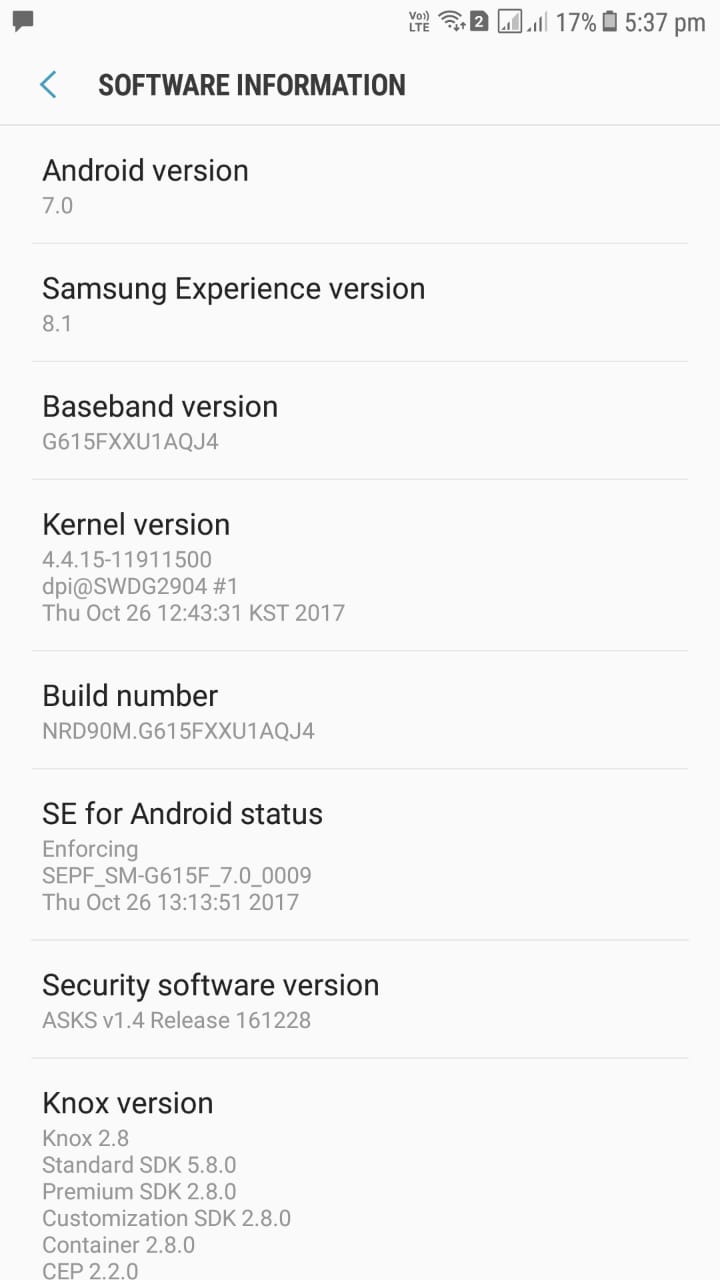 Vo)) LTE 2 17% 5:37 pm
SOFTWARE INFORMATION
Android version
7.0
Samsung Experience version
8.1
Baseband version
G615FXXU1AQJ4
Kernel version
4.4.15-11911500
dpi@SWDG2904 #1
Thu Oct 26 12:43:31 KST 2017
Build number
NRD90M.G615FXXU1AQJ4
SE for Android status
Enforcing
SEPF_SM-G615F_7.0_0009
Thu Oct 26 13:13:51 2017
Security software version
ASKS v1.4 Release 161228
Knox version
Knox 2.8
Standard SDK 5.8.0
Premium SDK 2.8.0
Customization SDK 2.8.0
Container 2.8.0
CEP 2.2.0